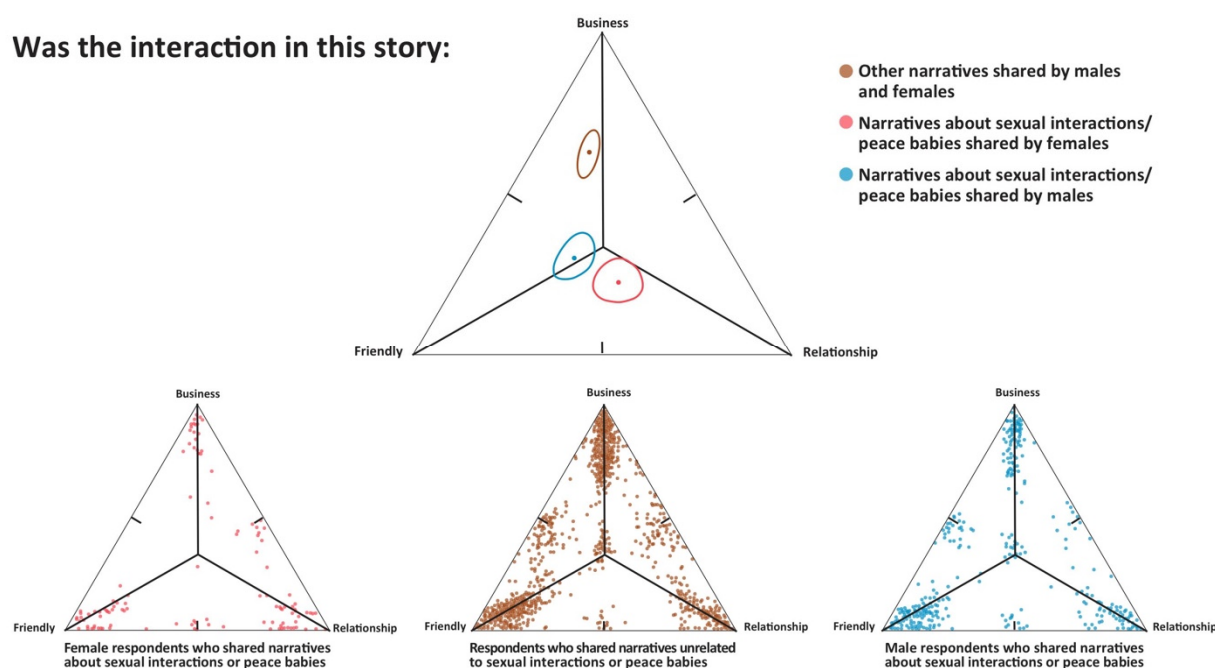 Was the interaction in this story:
Business
Friendly
Relationship
Other narratives shared by males
and females
Narratives about sexual interactions/
peace babies shared by females
Narratives about sexual interactions/
peace babies shared by males
Business
Friendly
Relationship
Female respondents who shared narratives
about sexual interactions or peace babies
Business
Friendly
Relationship
Respondents who shared narratives unrelated
to sexual interactions or peace babies
Business
Friendly
Relationship
Male respondents who shared narratives
about sexual interactions or peace babies